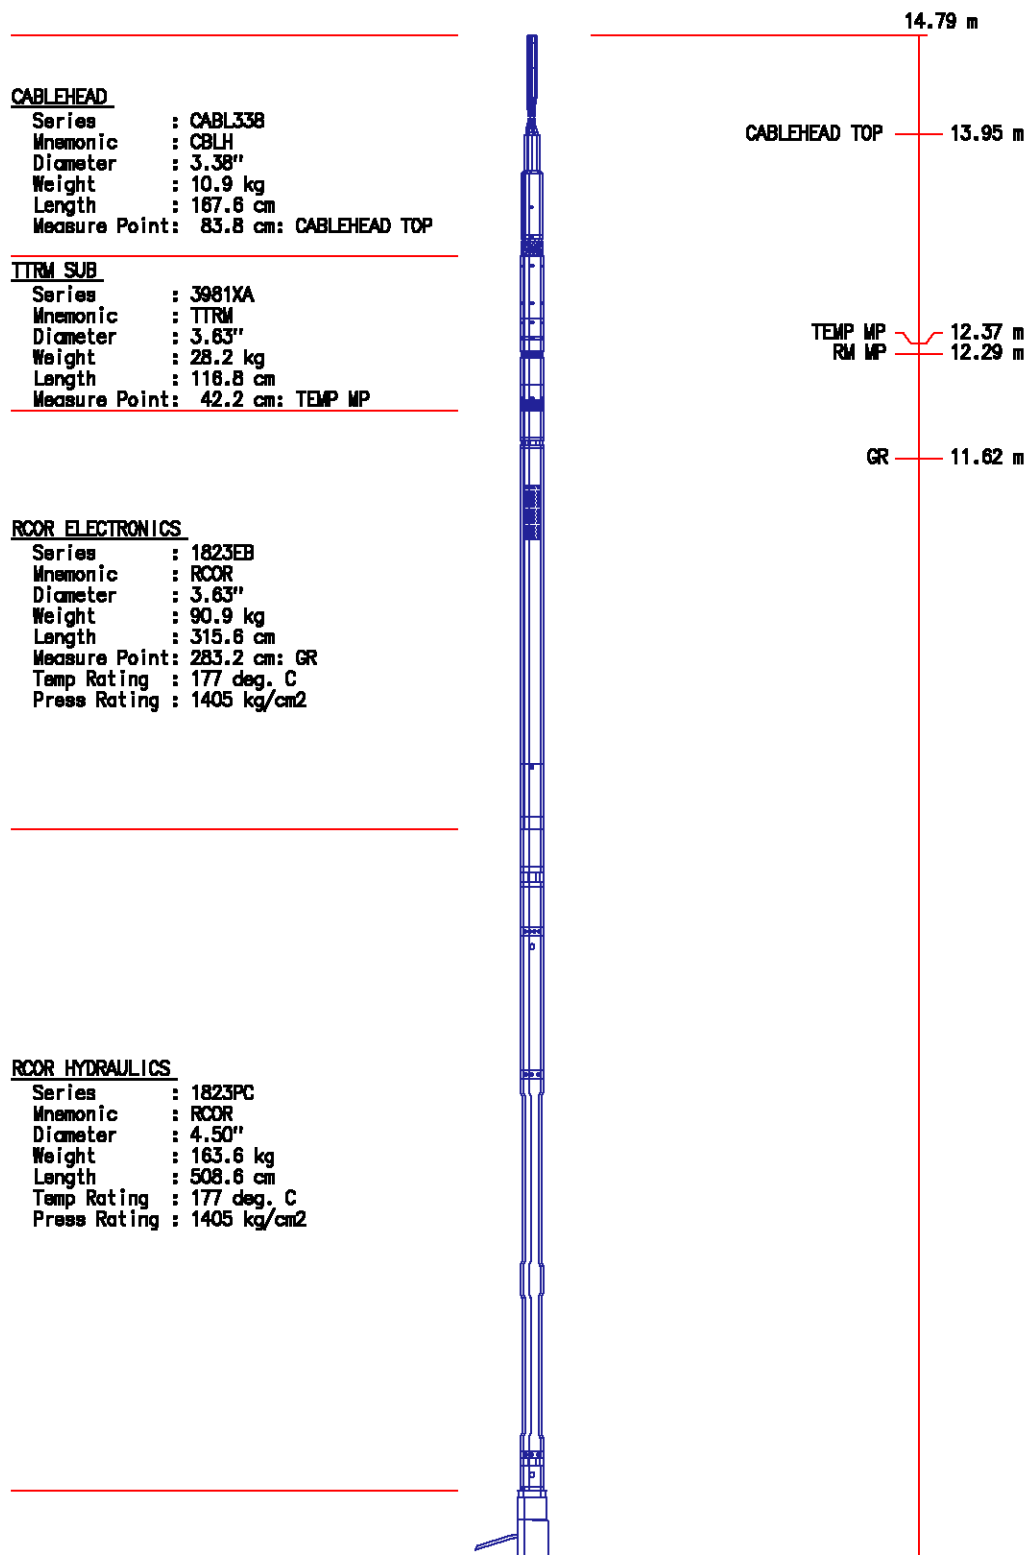 14.79 m
CABLEHEAD
Series : CABL338
Mnemonic : CBLH
Diameter : 3.38"
Weight : 10.9 kg
Length : 167.6 cm
Measure Point: 83.8 cm: CABLEHEAD TOP
CABLEHEAD TOP 13.95 m
TTRM SUB
Series : 3981XA
Mnemonic : TTRM
Diameter : 3.63"
Weight : 28.2 kg
Length : 116.8 cm
Measure Point: 42.2 cm: TEMP MP
TEMP MP 12.37 m
RM MP 12.29 m
GR 11.62 m
RCOR ELECTRONICS
Series : 1823EB
Mnemonic : RCOR
Diameter : 3.63"
Weight : 90.9 kg
Length : 315.6 cm
Measure Point: 283.2 cm: GR
Temp Rating : 177 deg. C
Press Rating : 1405 kg/cm2
RCOR HYDRAULICS
Series : 1823PC
Mnemonic : RCOR
Diameter : 4.50"
Weight : 163.6 kg
Length : 508.6 cm
Temp Rating : 177 deg. C
Press Rating : 1405 kg/cm2